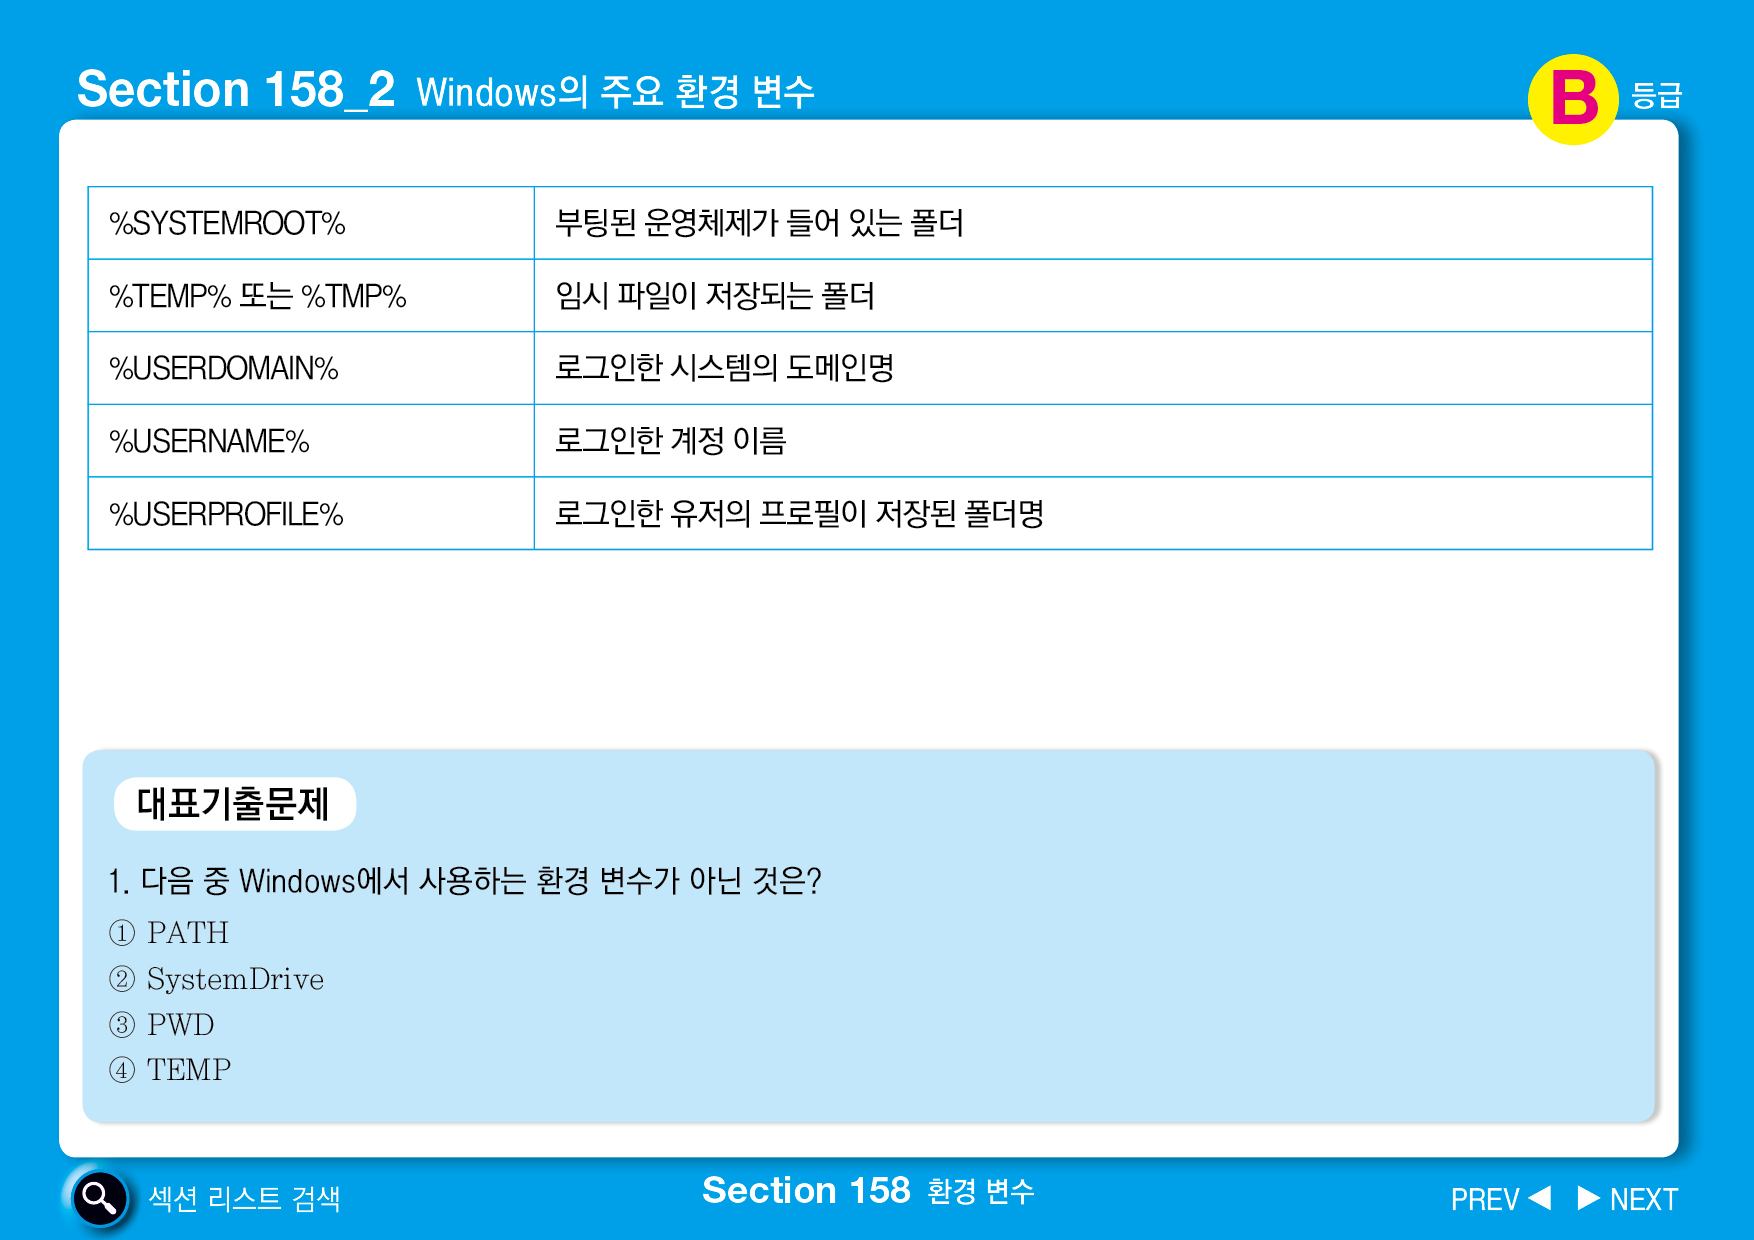 Section 158_2 Windows의 주요 환경 변수
B 등급
%SYSTEMROOT% 부팅된 운영체제가 들어 있는 폴더
%TEMP% 또는 %TMP% 임시 파일이 저장되는 폴더
%USERDOMAIN% 로그인한 시스템의 도메인명
%USERNAME% 로그인한 계정 이름
%USERPROFILE% 로그인한 유저의 프로필이 저장된 폴더명
대표기출문제
1. 다음 중 Windows에서 사용하는 환경 변수가 아닌 것은?
① PATH
② SystemDrive
③ PWD
④ TEMP
섹션 리스트 검색
Section 158 환경 변수
PREV ◀ ▶ NEXT